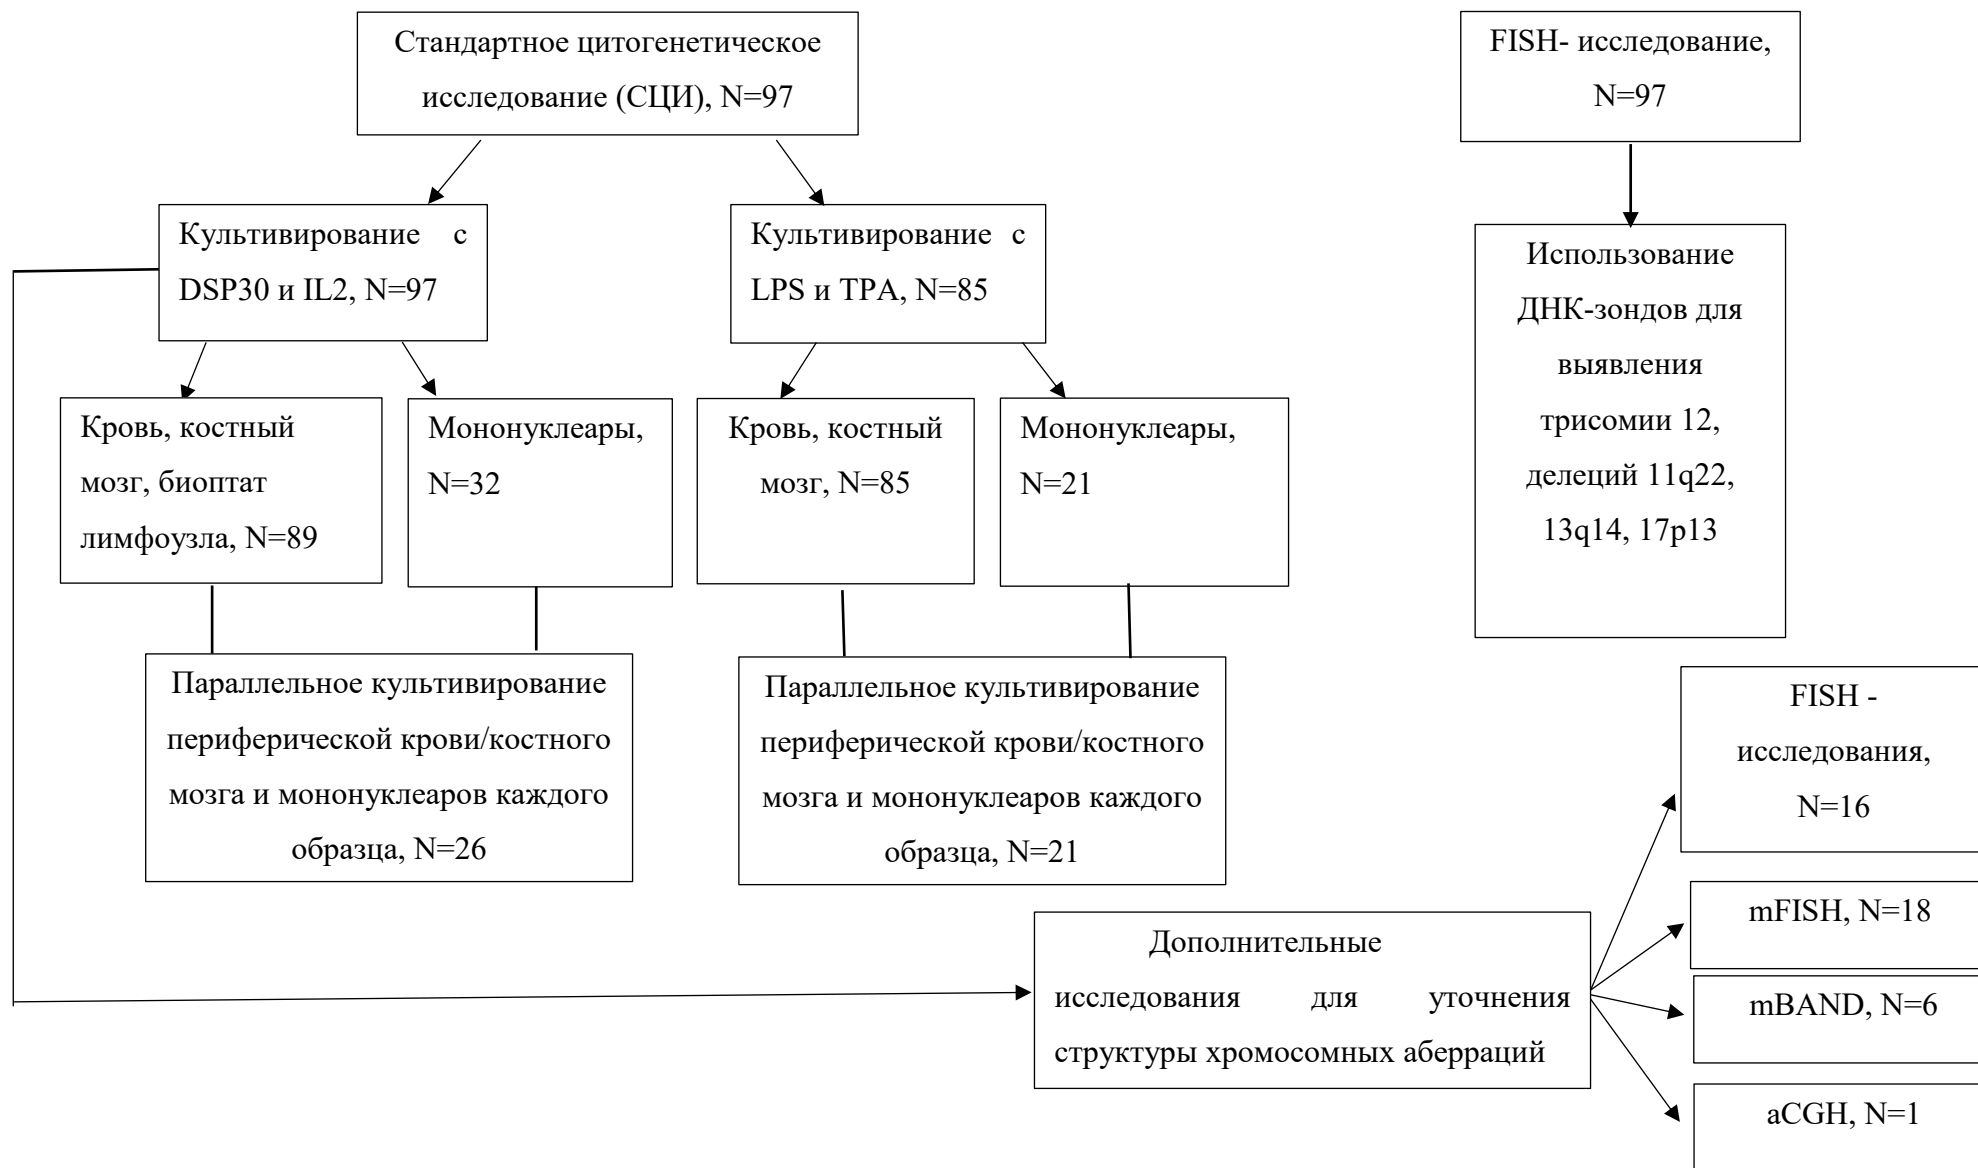 Стандартное цитогенетическое
исследование (СЦИ), N=97
FISH- исследование,
N=97
Культивирование с
DSP30 и IL2, N=97
Культивирование с
LPS и TPA, N=85
Использование
ДНК-зондов для
выявления
трисомии 12,
делеций 11q22,
13q14, 17p13
Кровь, костный
мозг, биоптат
лимфоузла, N=89
Мононуклеары,
N=32
Кровь, костный
мозг, N=85
Мононуклеары,
N=21
Параллельное культивирование
периферической крови/костного
мозга и мононуклеаров каждого
образца, N=26
Параллельное культивирование
периферической крови/костного
мозга и мононуклеаров каждого
образца, N=21
Дополнительные
исследования для уточнения
структуры хромосомных аберраций
FISH -
исследования,
N=16
mFISH, N=18
mBAND, N=6
aCGH, N=1